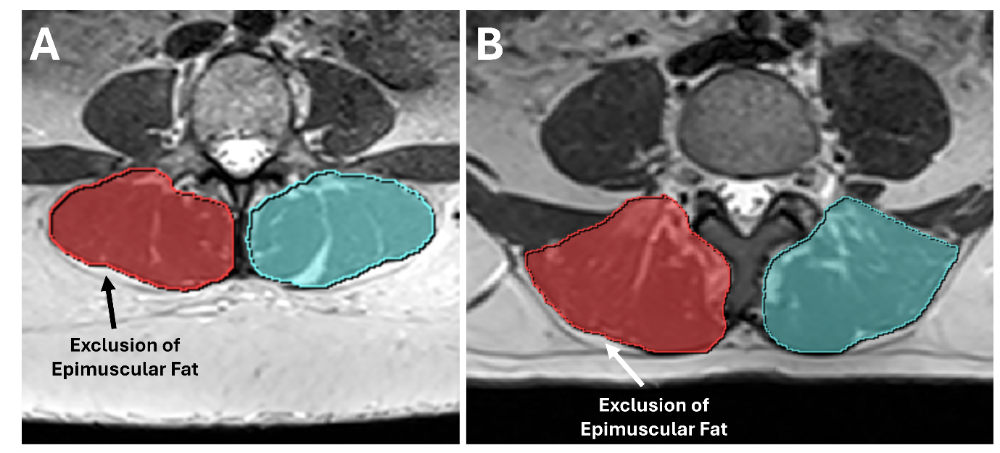 A
B
Exclusion of
Epimuscular Fat
Exclusion of
Epimuscular Fat